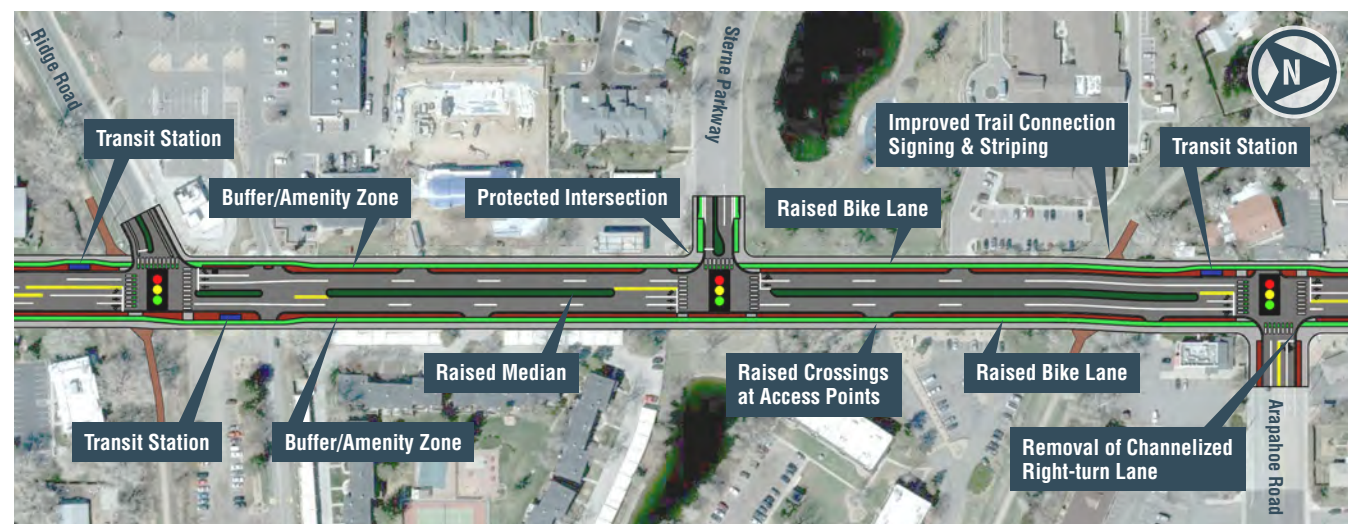 Ridge Road
Sterne Parkway
N
Transit Station
Improved Trail Connection
Signing & Striping
Transit Station
Buffer/Amenity Zone
Protected Intersection
Raised Bike Lane
Raised Median
Raised Crossings
at Access Points
Raised Bike Lane
Transit Station
Buffer/Amenity Zone
Removal of Channelized
Right-turn Lane
Arapahoe Road